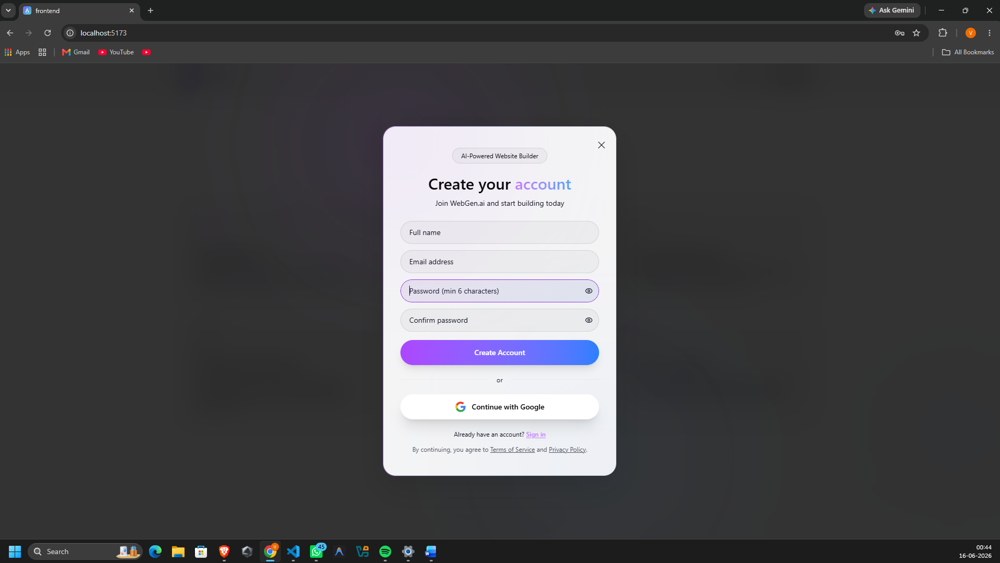 frontend
Ask Gemini
localhost:5173
Apps
Gmail
YouTube
All Bookmarks
AI-Powered Website Builder
Create your account
Join WebGen.ai and start building today
Full name
Email address
Password (min 6 characters)
Confirm password
Create Account
or
Continue with Google
Already have an account? Sign in
By continuing, you agree to Terms of Service and Privacy Policy.
Search
45
00:44
16-06-2026